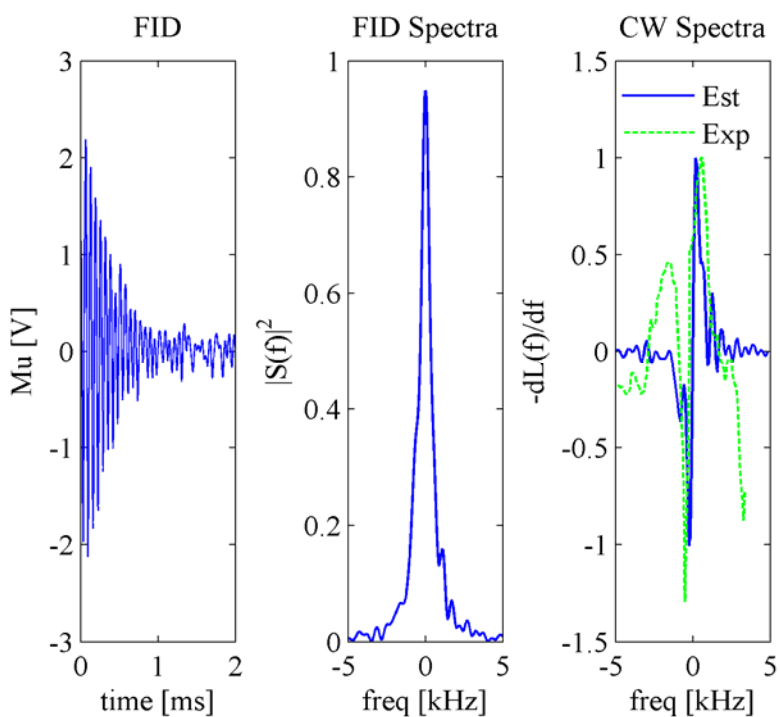 FID
3
2
1
0
-1
-2
-3
Mu [V]
0 1 2
time [ms]
FID Spectra
1
0.8
0.6
0.4
0.2
0
|S(f)|²
-5 0 5
freq [kHz]
CW Spectra
1.5
1
0.5
0
-0.5
-1
-1.5
-dL(f)/df
Est
Exp
-5 0 5
freq [kHz]